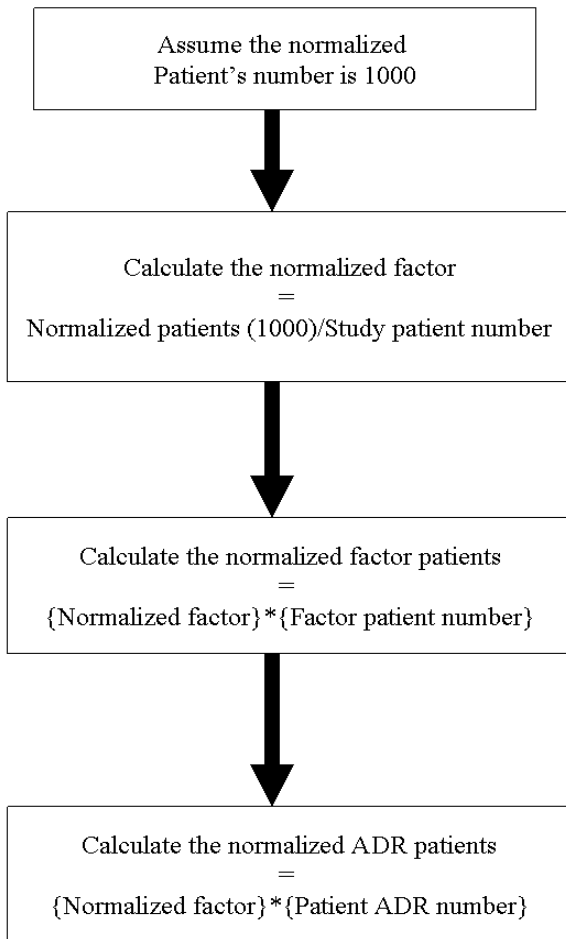 Assume the normalized
Patient's number is 1000
Calculate the normalized factor
=
Normalized patients (1000)/Study patient number
Calculate the normalized factor patients
=
{Normalized factor}*{Factor patient number}
Calculate the normalized ADR patients
=
{Normalized factor}*{Patient ADR number}